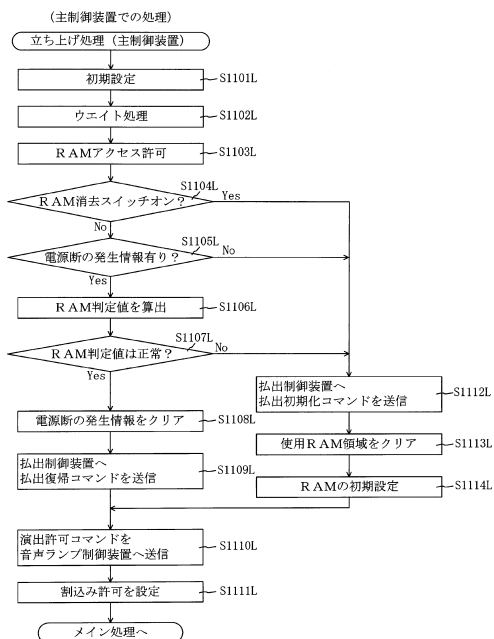 (主制御装置での処理)
立ち上げ処理(主制御装置)
初期設定
S1101L
ウエイト処理
S1102L
RAMアクセス許可
S1103L
RAM消去スイッチオン?
S1104L
Yes
No
電源断の発生情報有り?
S1105L
No
Yes
RAM判定値を算出
S1106L
RAM判定値は正常?
S1107L
No
Yes
払出制御装置へ
払出初期化コマンドを送信
S1112L
電源断の発生情報をクリア
S1108L
使用RAM領域をクリア
S1113L
払出制御装置へ
払出復帰コマンドを送信
S1109L
RAMの初期設定
S1114L
演出許可コマンドを
音声ランプ制御装置へ送信
S1110L
割込み許可を設定
S1111L
メイン処理へ